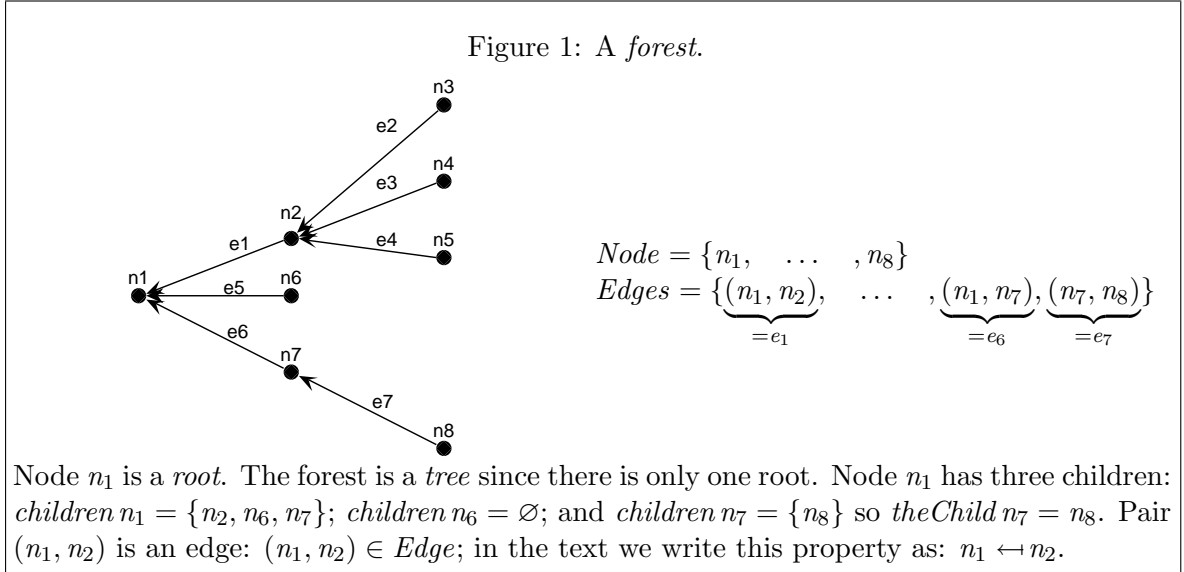 Figure 1: A forest.
n3
e2
n4
e3
n2
e4
n5
e1
n1
n6
e5
e6
n7
e7
n8
Node = {n₁, … , n₈}
Edges = {(n₁, n₂), … , (n₁, n₇), (n₇, n₈)}
=e₁ =e₆ =e₇
Node n₁ is a root. The forest is a tree since there is only one root. Node n₁ has three children:
children n₁ = {n₂, n₆, n₇}; children n₆ = ∅; and children n₇ = {n₈} so theChild n₇ = n₈. Pair
(n₁, n₂) is an edge: (n₁, n₂) ∈ Edge; in the text we write this property as: n₁ ↢ n₂.